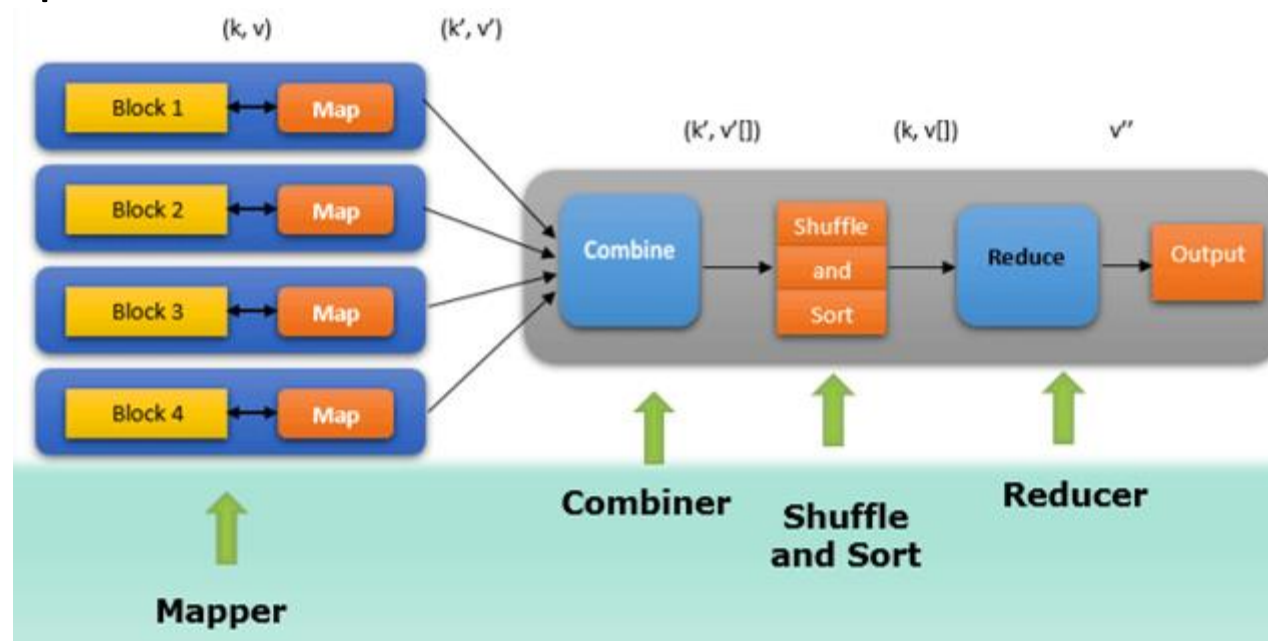 (k, v)
(k′, v′)
Block 1
Map
Block 2
Map
Block 3
Map
Block 4
Map
(k′, v′[])
(k, v[])
v′′
Combine
Shuffle
and
Sort
Reduce
Output
Mapper
Combiner
Shuffle
and Sort
Reducer